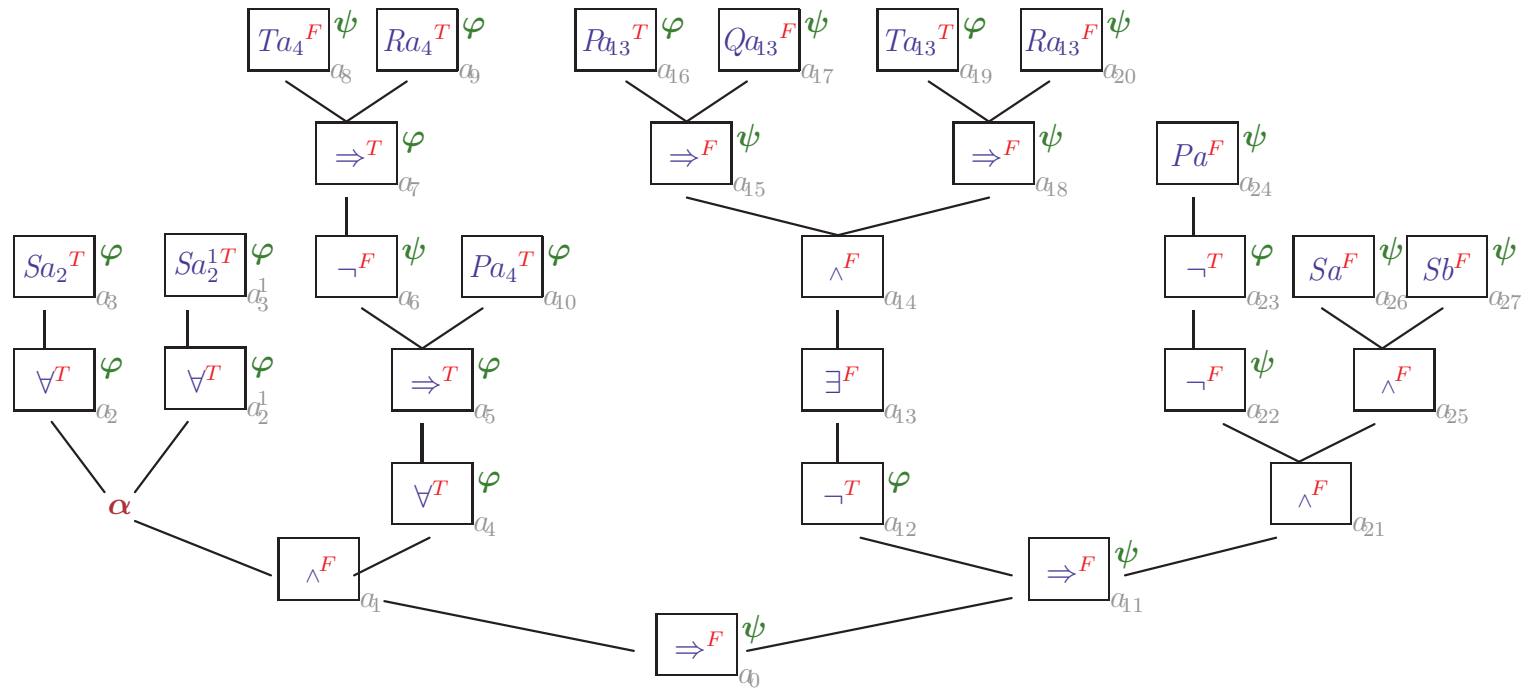 Ta₄ᶠ ψ a₈ Ra₄ᵀ φ a₉ Pa₁₃ᵀ φ a₁₆ Qa₁₃ᶠ ψ a₁₇ Ta₁₃ᵀ φ a₁₉ Ra₁₃ᶠ ψ a₂₀
⇒ᵀ φ a₇ ⇒ᶠ ψ a₁₅ ⇒ᶠ ψ a₁₈ Paᶠ ψ a₂₄
Sa₂ᵀ φ a₃ Sa₂¹ᵀ φ a₃¹ ¬ᶠ ψ a₆ Pa₄ᵀ φ a₁₀ ∧ᶠ a₁₄ ¬ᵀ φ a₂₃ Saᶠ ψ a₂₆ Sbᶠ ψ a₂₇
∀ᵀ φ a₂ ∀ᵀ φ a₂¹ ⇒ᵀ φ a₅ ∃ᶠ a₁₃ ¬ᶠ ψ a₂₂ ∧ᶠ a₂₅
α ∀ᵀ φ a₄ ¬ᵀ φ a₁₂ ∧ᶠ a₂₁
∧ᶠ a₁ ⇒ᶠ ψ a₁₁
⇒ᶠ ψ a₀